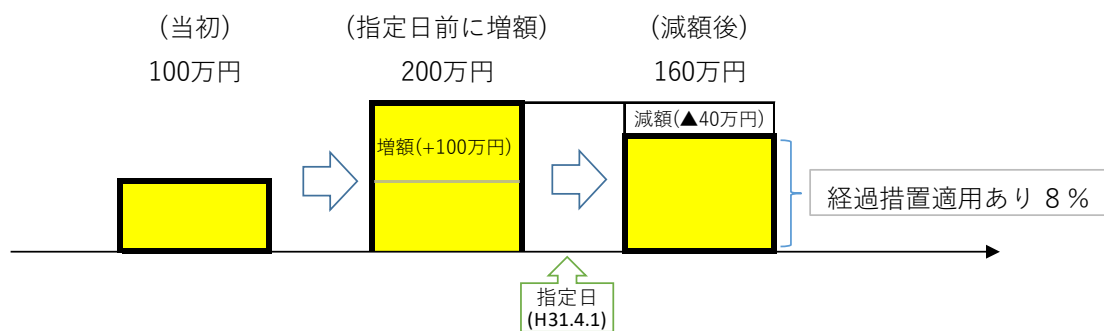 (当初)
100万円
(指定日前に増額)
200万円
(減額後)
160万円
増額(+100万円)
減額(▲40万円)
経過措置適用あり 8%
指定日
(H31.4.1)